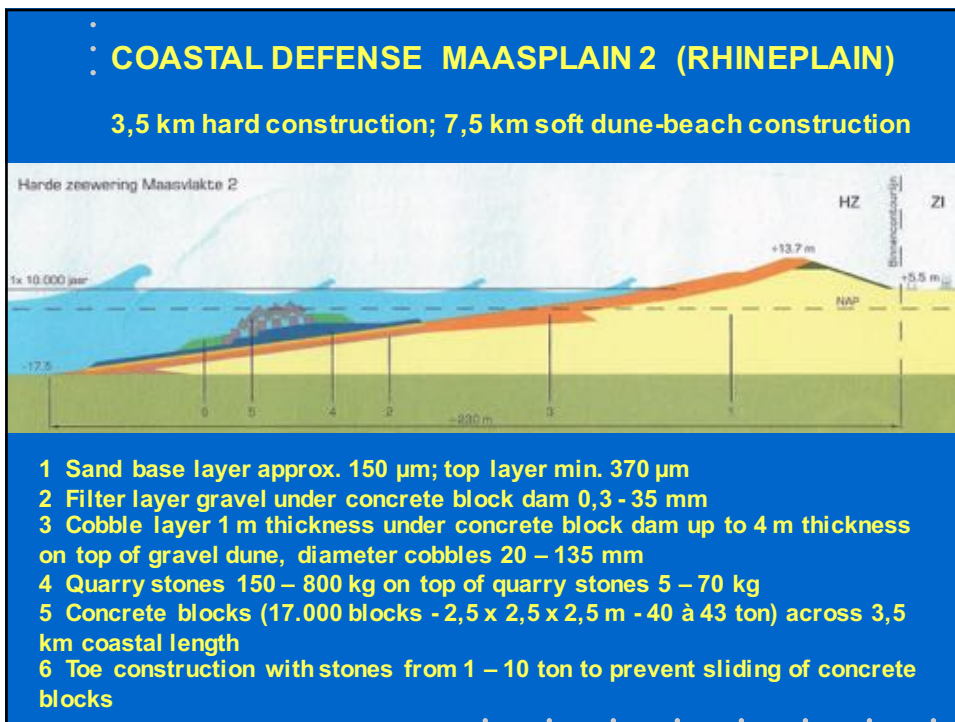 COASTAL DEFENSE MAASPLAIN 2 (RHINEPLAIN)
3,5 km hard construction; 7,5 km soft dune-beach construction
Harde zeewering Maasvlakte 2
HZ
Binnencontourlijn
ZI
+13.7 m
1x 10.000 jaar
+5.5 m
NAP
-17.5
6 5 4 2 3 1
~230 m
1 Sand base layer approx. 150 µm; top layer min. 370 µm
2 Filter layer gravel under concrete block dam 0,3 - 35 mm
3 Cobble layer 1 m thickness under concrete block dam up to 4 m thickness
on top of gravel dune, diameter cobbles 20 – 135 mm
4 Quarry stones 150 – 800 kg on top of quarry stones 5 – 70 kg
5 Concrete blocks (17.000 blocks - 2,5 x 2,5 x 2,5 m - 40 à 43 ton) across 3,5
km coastal length
6 Toe construction with stones from 1 – 10 ton to prevent sliding of concrete
blocks